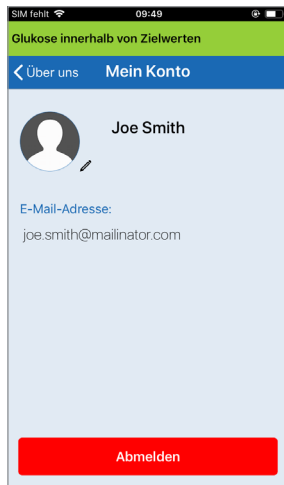 SIM fehlt 09:49
Glukose innerhalb von Zielwerten
Über uns Mein Konto
Joe Smith
E-Mail-Adresse:
joe.smith@mailinator.com
Abmelden